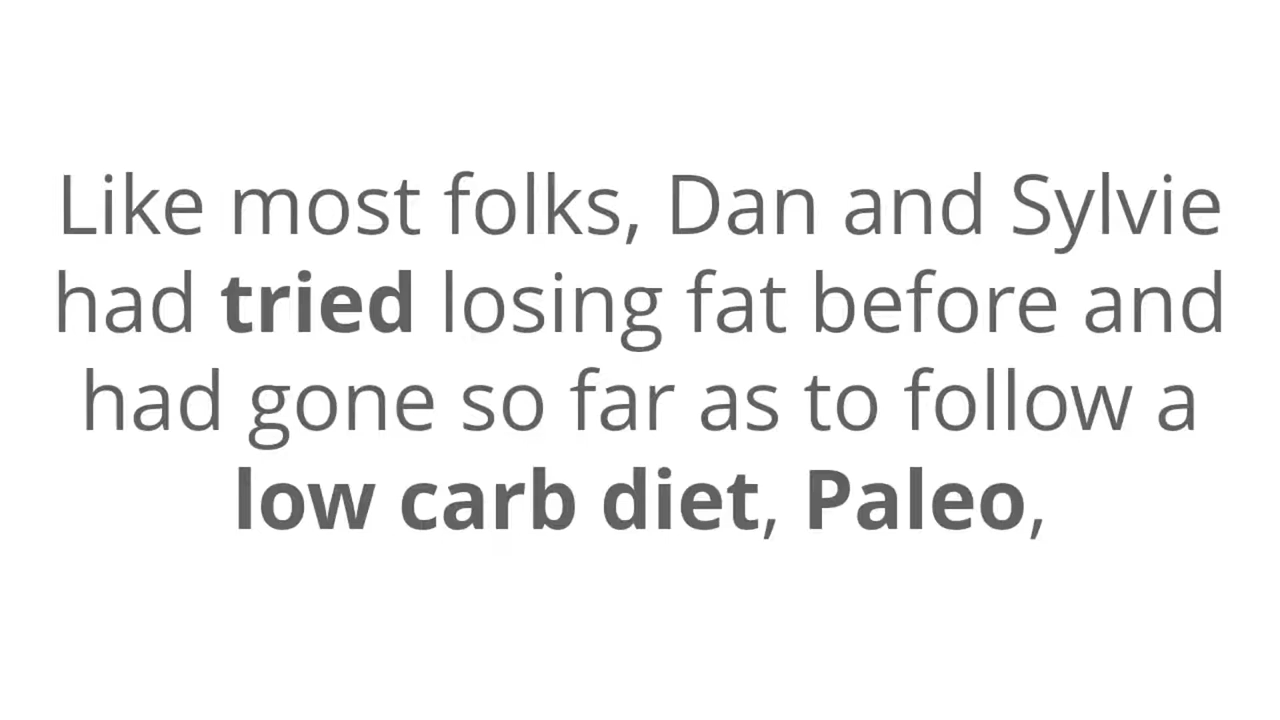 Like most folks, Dan and Sylvie
had tried losing fat before and
had gone so far as to follow a
low carb diet, Paleo,